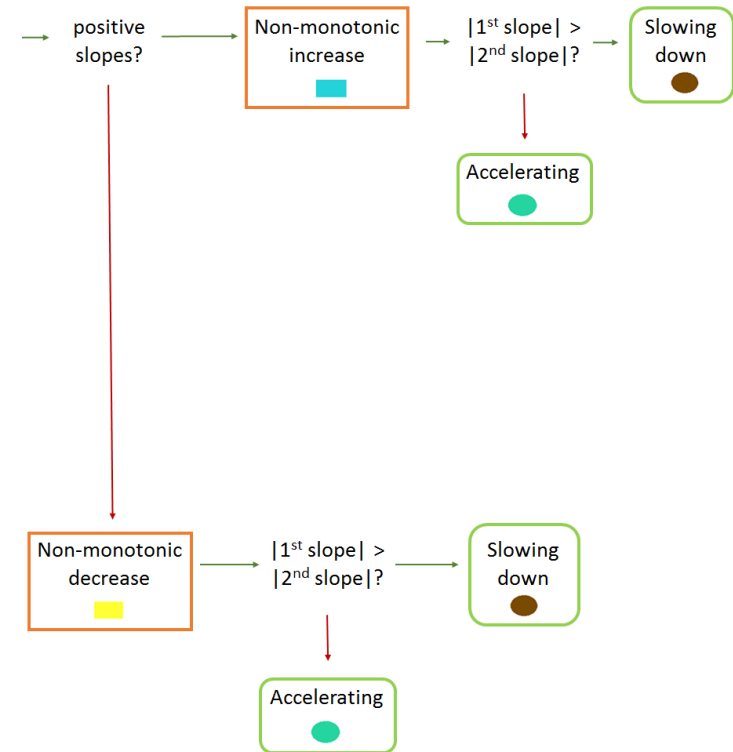 positive
slopes?
Non-monotonic
increase
|1st slope| >
|2nd slope|?
Slowing
down
Accelerating
Non-monotonic
decrease
|1st slope| >
|2nd slope|?
Slowing
down
Accelerating